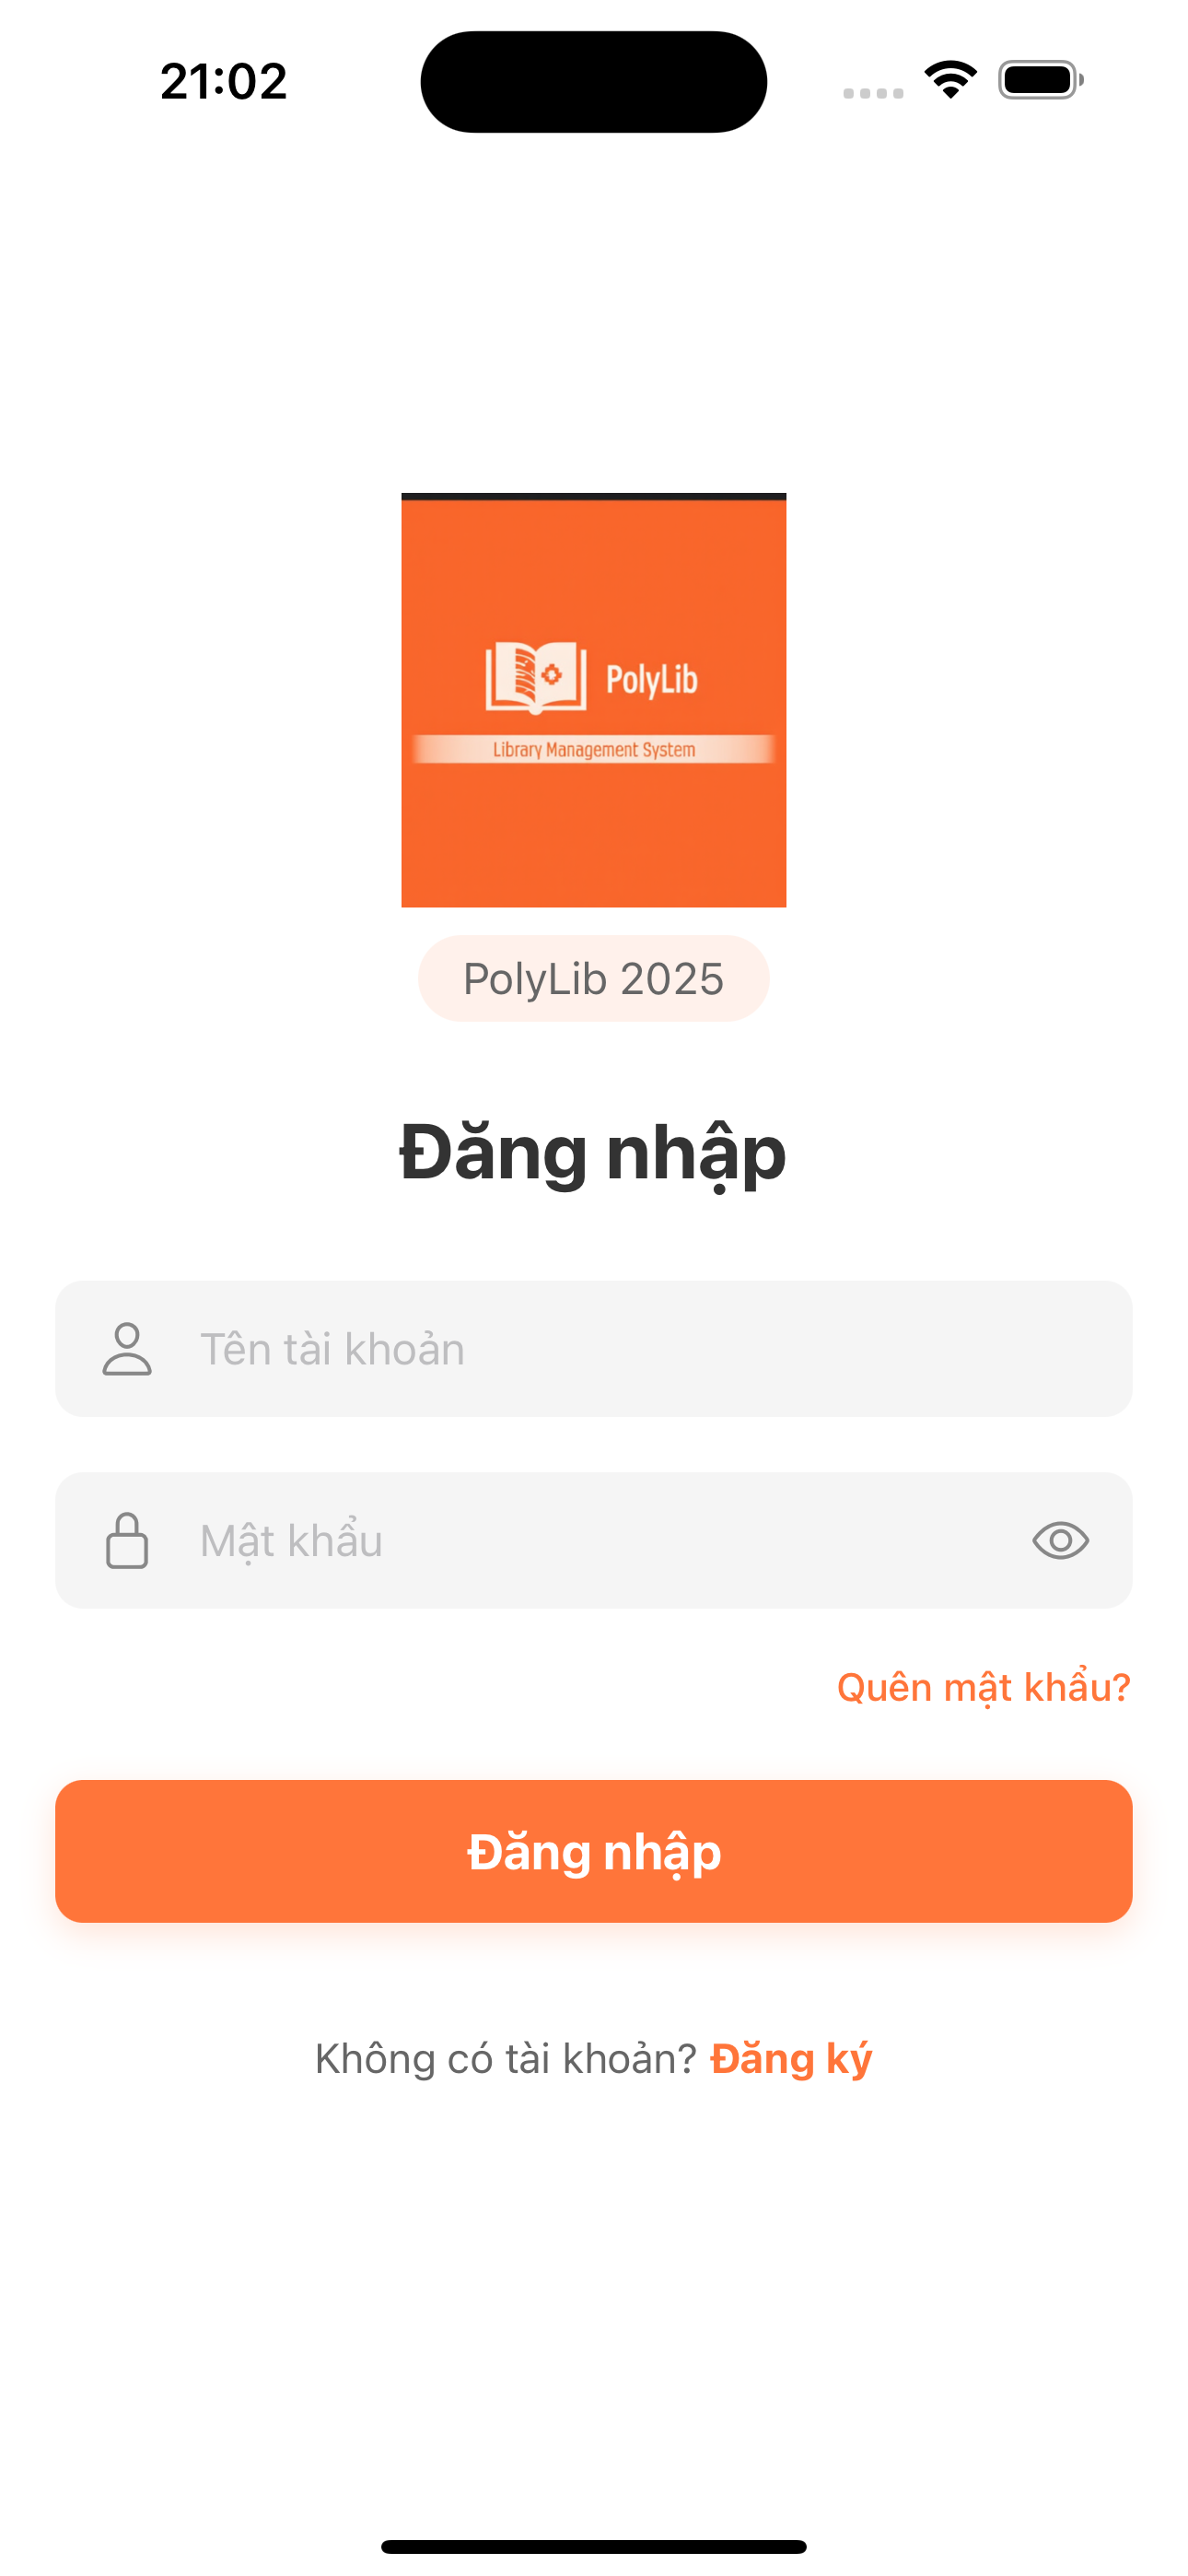 21:02
PolyLib
Library Management System
PolyLib 2025
Đăng nhập
Tên tài khoản
Mật khẩu
Quên mật khẩu?
Đăng nhập
Không có tài khoản? Đăng ký